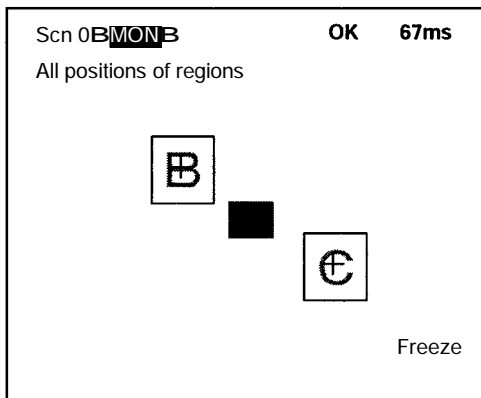 Scn 0BMONB OK 67ms
All positions of regions
B
C
Freeze